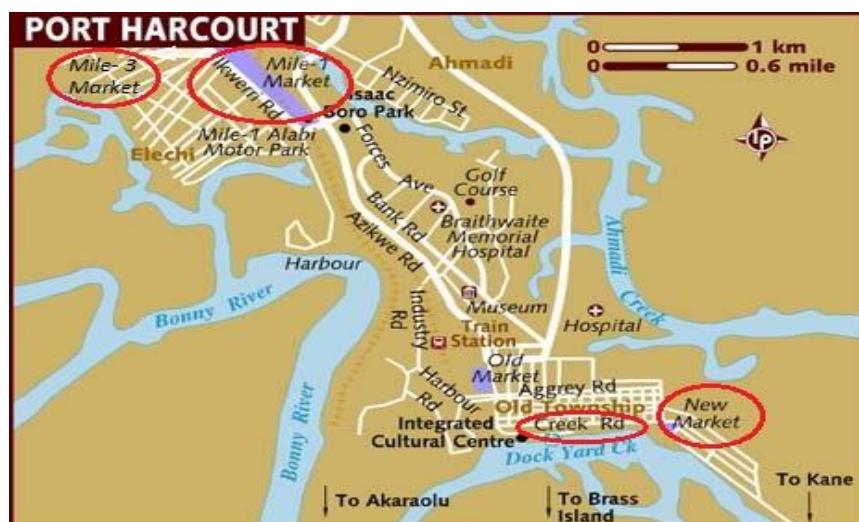 PORT HARCOURT
Mile-3
Market
Mile-1
Market
Ikwerri Rd
Isaac
Boro Park
Mile-1 Alabi
Motor Park
Elechi
Ahmadi
Nzimiro St
0 1 km
0 0.6 mile
LP
Forces Ave
Golf
Course
Bank Rd
Braithwaite
Memorial
Hospital
Azikwe Rd
Harbour
Bonny River
Ahmadi Creek
Museum
Industry Rd
Train
Station
Hospital
Old
Market
Aggrey Rd
Harbour Rd
Old Township
New
Market
Integrated
Cultural Centre
Creek Rd
Dock Yard Ck
Bonny River
To Akaraolu
To Brass
Island
To Kane